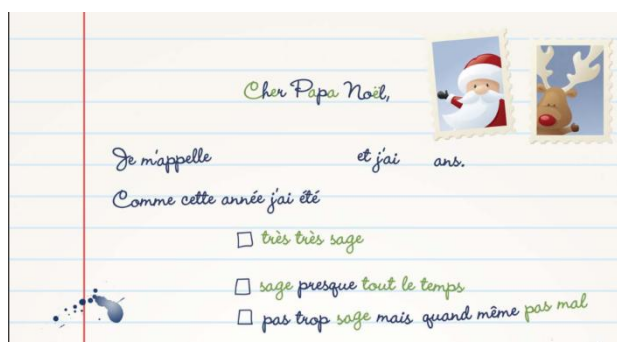 Cher Papa Noël,
Je m'appelle et j'ai ans.
Comme cette année j'ai été
très très sage
sage presque tout le temps
pas trop sage mais quand même pas mal